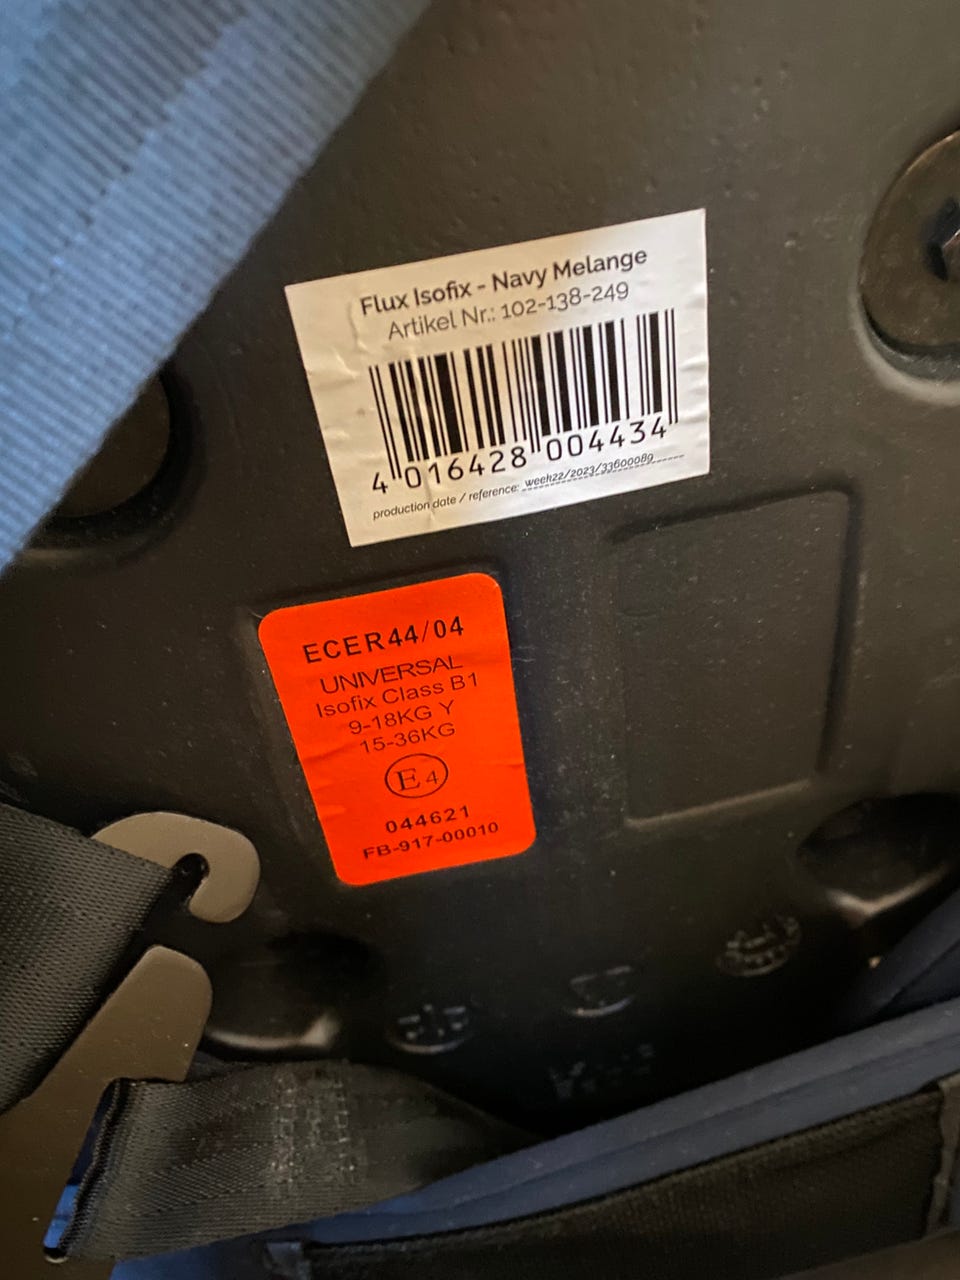 Flux Isofix - Navy Melange
Artikel Nr.: 102-138-249
4 016428 004434
production date / reference: week22/2023/33600089
ECER44/04
UNIVERSAL
Isofix Class B1
9-18KG Y
15-36KG
E4
044621
FB-917-00010